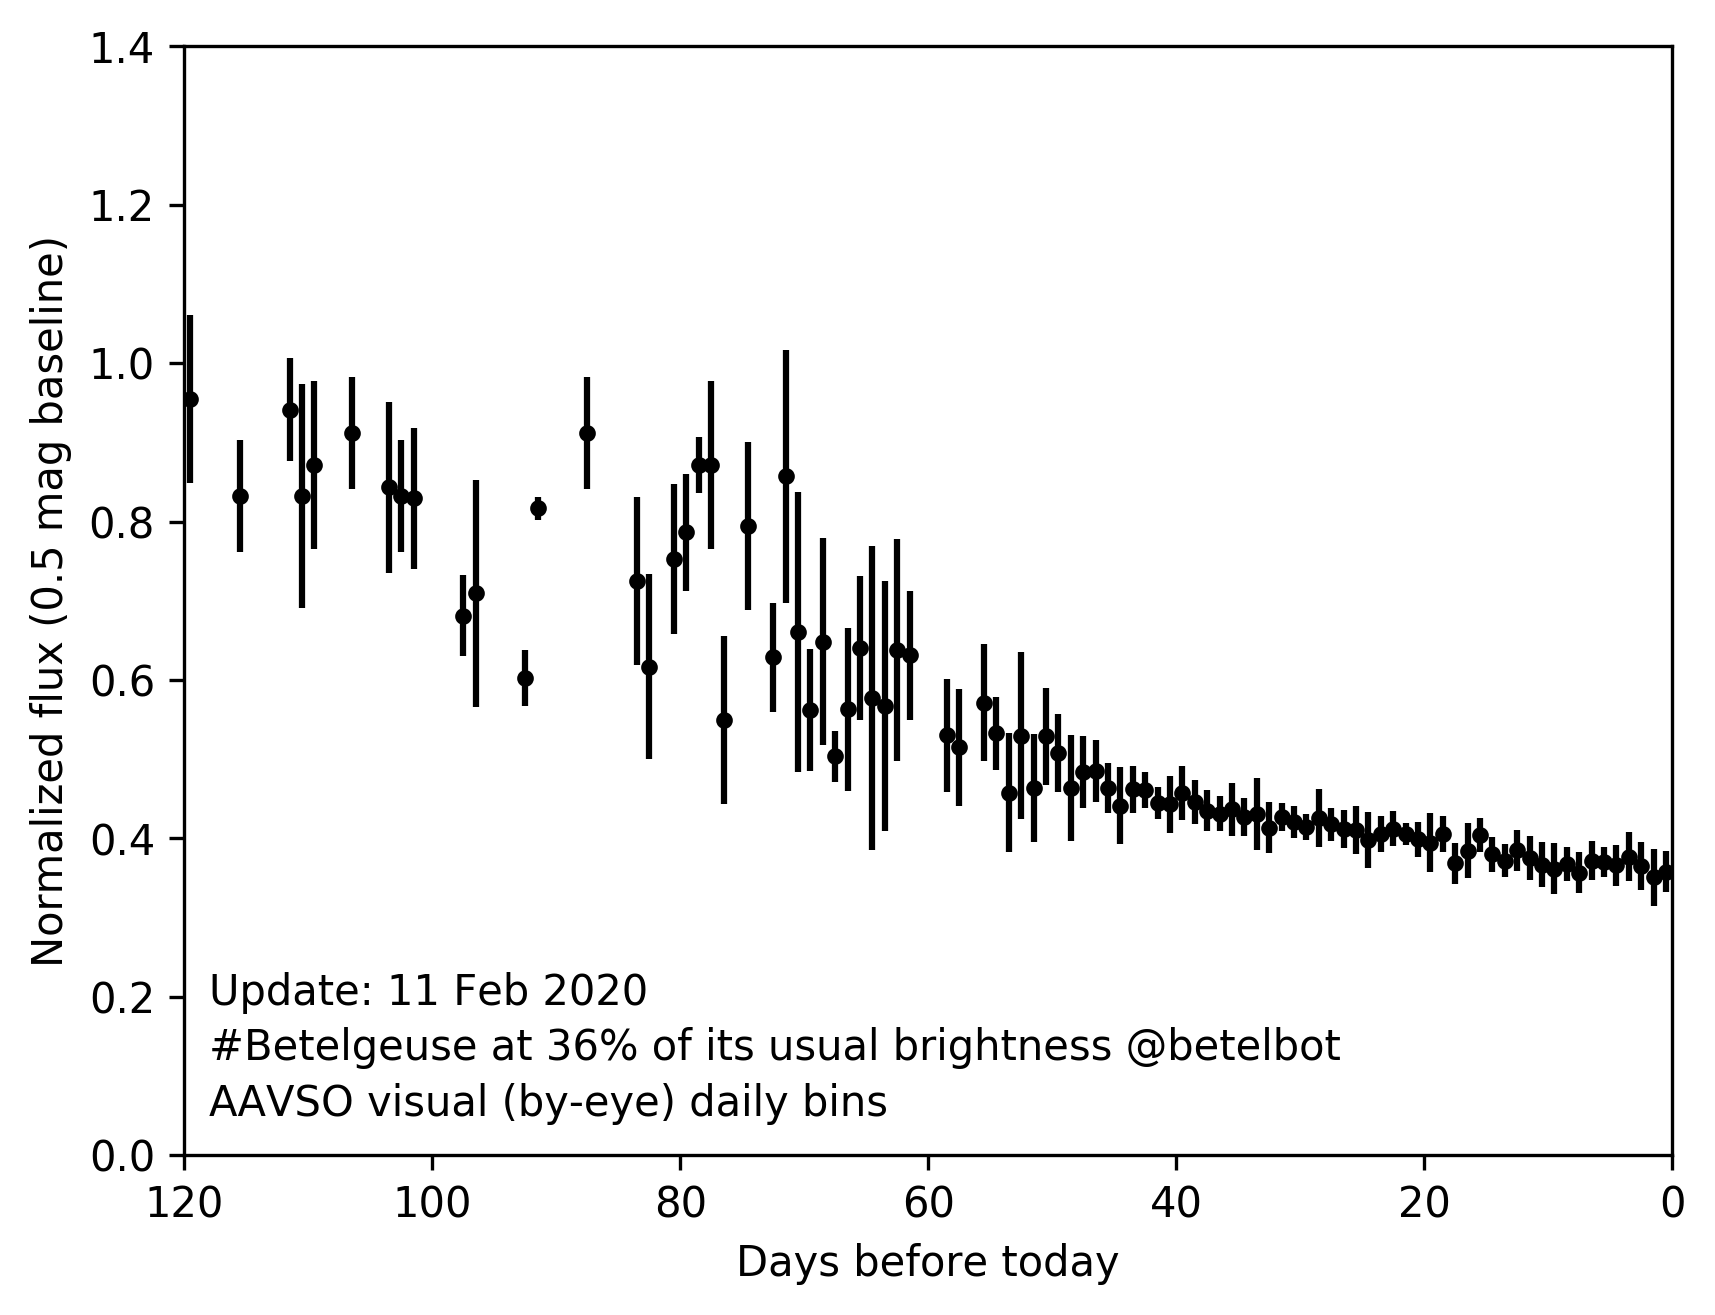 1.4
1.2
1.0
0.8
0.6
0.4
0.2
0.0
Normalized flux (0.5 mag baseline)
Update: 11 Feb 2020
#Betelgeuse at 36% of its usual brightness @betelbot
AAVSO visual (by-eye) daily bins
120 100 80 60 40 20 0
Days before today